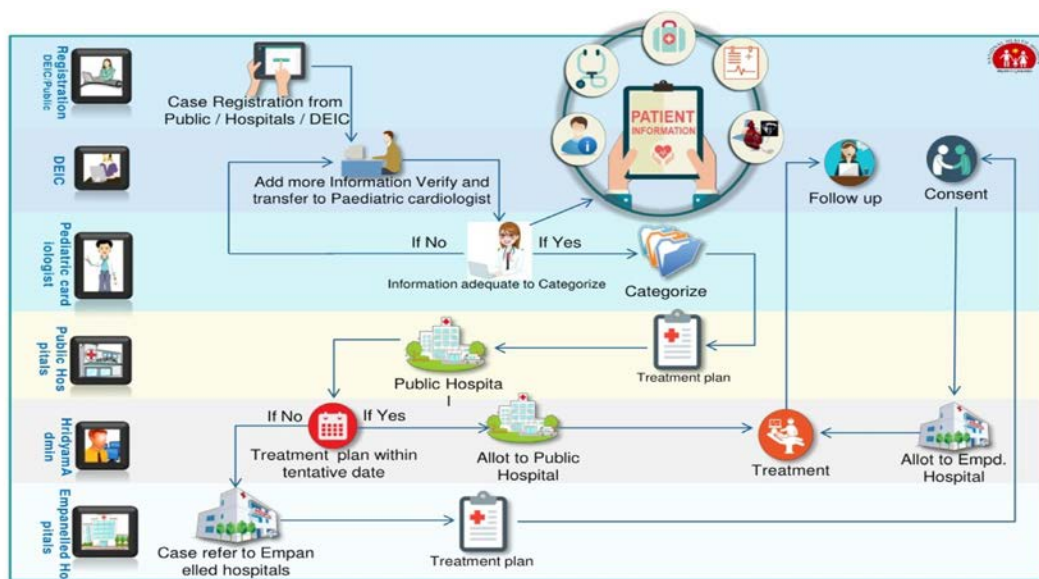 Registration
DEIC/Public
Case Registration from
Public / Hospitals / DEIC
PATIENT
INFORMATION
DEIC
Add more Information Verify and
transfer to Paediatric cardiologist
Follow up
Consent
Pediatric card
iologist
If No
If Yes
Information adequate to Categorize
Categorize
Public Hos
pitals
Public Hospita
l
Treatment plan
HridyamA
dmin
If No
If Yes
Treatment plan within
tentative date
Allot to Public
Hospital
Treatment
Allot to Empd.
Hospital
Empanelled Ho
pitals
Case refer to Empan
elled hospitals
Treatment plan